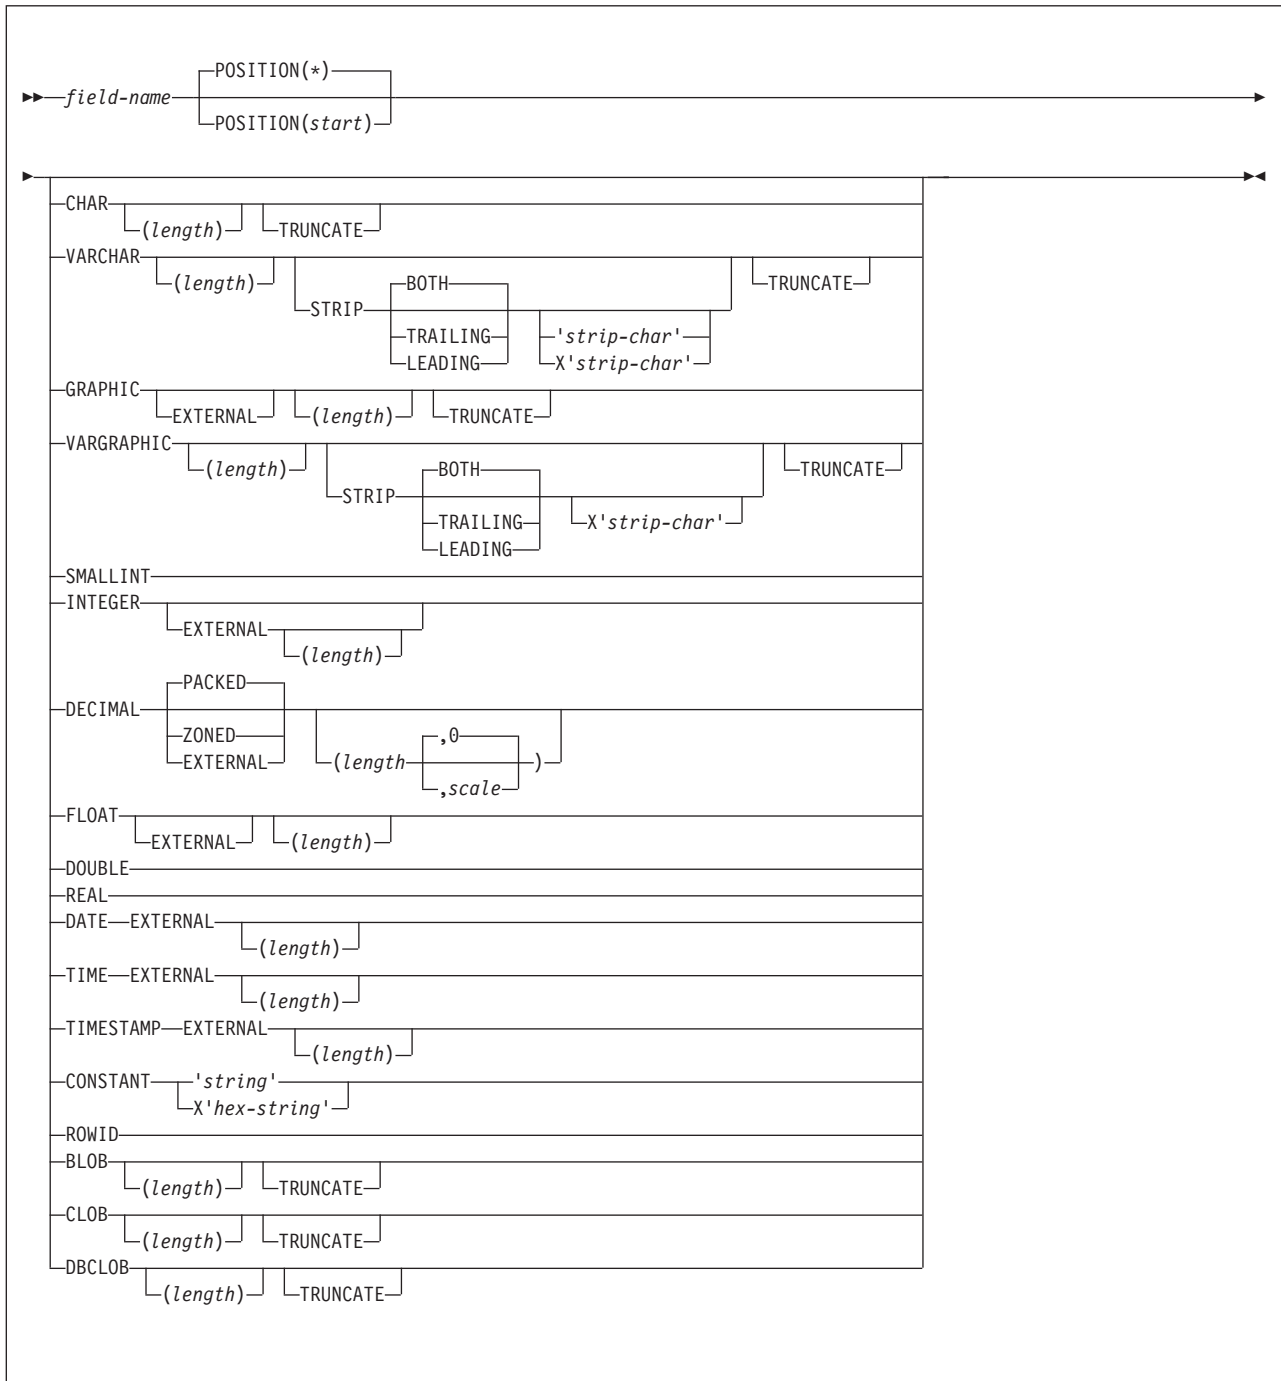 POSITION(*)
field-name
POSITION(start)
CHAR
(length) TRUNCATE
VARCHAR
(length) BOTH TRUNCATE
STRIP
TRAILING 'strip-char'
LEADING X'strip-char'
GRAPHIC
EXTERNAL (length) TRUNCATE
VARGRAPHIC
(length) BOTH TRUNCATE
STRIP
TRAILING X'strip-char'
LEADING
SMALLINT
INTEGER
EXTERNAL
(length)
PACKED
DECIMAL
ZONED ,0
EXTERNAL (length )
,scale
FLOAT
EXTERNAL (length)
DOUBLE
REAL
DATE EXTERNAL
(length)
TIME EXTERNAL
(length)
TIMESTAMP EXTERNAL
(length)
CONSTANT 'string'
X'hex-string'
ROWID
BLOB
(length) TRUNCATE
CLOB
(length) TRUNCATE
DBCLOB
(length) TRUNCATE